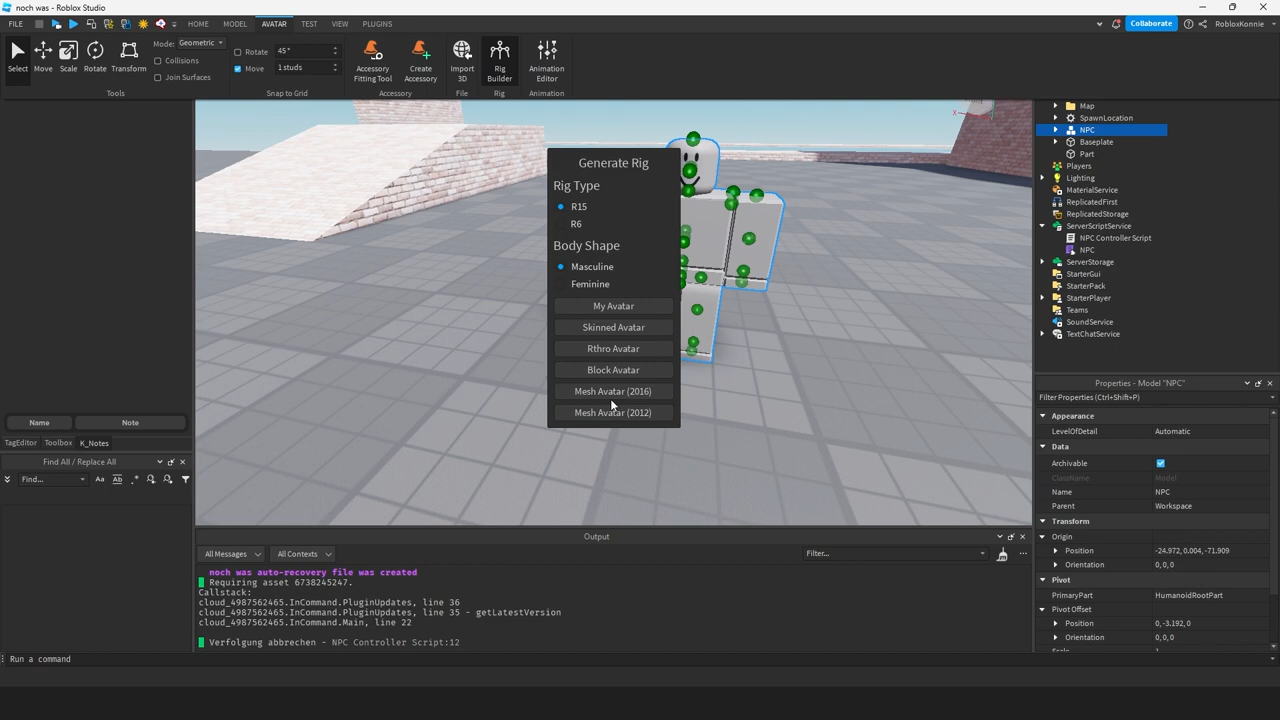 noch was - Roblox Studio
FILE HOME MODEL AVATAR TEST VIEW PLUGINS Collaborate RobloxKonnie
Select Move Scale Rotate Transform
Mode: Geometric
Collisions
Join Surfaces
Tools
Rotate 45°
Move 1 studs
Snap to Grid
Accessory Fitting Tool
Create Accessory
Accessory
Import 3D
File
Rig Builder
Rig
Animation Editor
Animation
Name Note
TagEditor Toolbox K_Notes
Find All / Replace All
Find... Aa Ab .*
Generate Rig
Rig Type
R15
R6
Body Shape
Masculine
Feminine
My Avatar
Skinned Avatar
Rthro Avatar
Block Avatar
Mesh Avatar (2016)
Mesh Avatar (2012)
X
Output
All Messages All Contexts Filter...
noch was auto-recovery file was created
Requiring asset 6738245247.
Callstack:
cloud_4987562465.InCommand.PluginUpdates, line 36
cloud_4987562465.InCommand.PluginUpdates, line 35 - getLatestVersion
cloud_4987562465.InCommand.Main, line 22
Verfolgung abbrechen - NPC Controller Script:12
Run a command
Map
SpawnLocation
NPC
Baseplate
Part
Players
Lighting
MaterialService
ReplicatedFirst
ReplicatedStorage
ServerScriptService
NPC Controller Script
NPC
ServerStorage
StarterGui
StarterPack
StarterPlayer
Teams
SoundService
TextChatService
Properties - Model "NPC"
Filter Properties (Ctrl+Shift+P)
Appearance
LevelOfDetail Automatic
Data
Archivable
ClassName Model
Name NPC
Parent Workspace
Transform
Origin
Position -24.972, 0.004, -71.909
Orientation 0,0,0
Pivot
PrimaryPart HumanoidRootPart
Pivot Offset
Position 0,-3.192, 0
Orientation 0,0,0
Scale 1